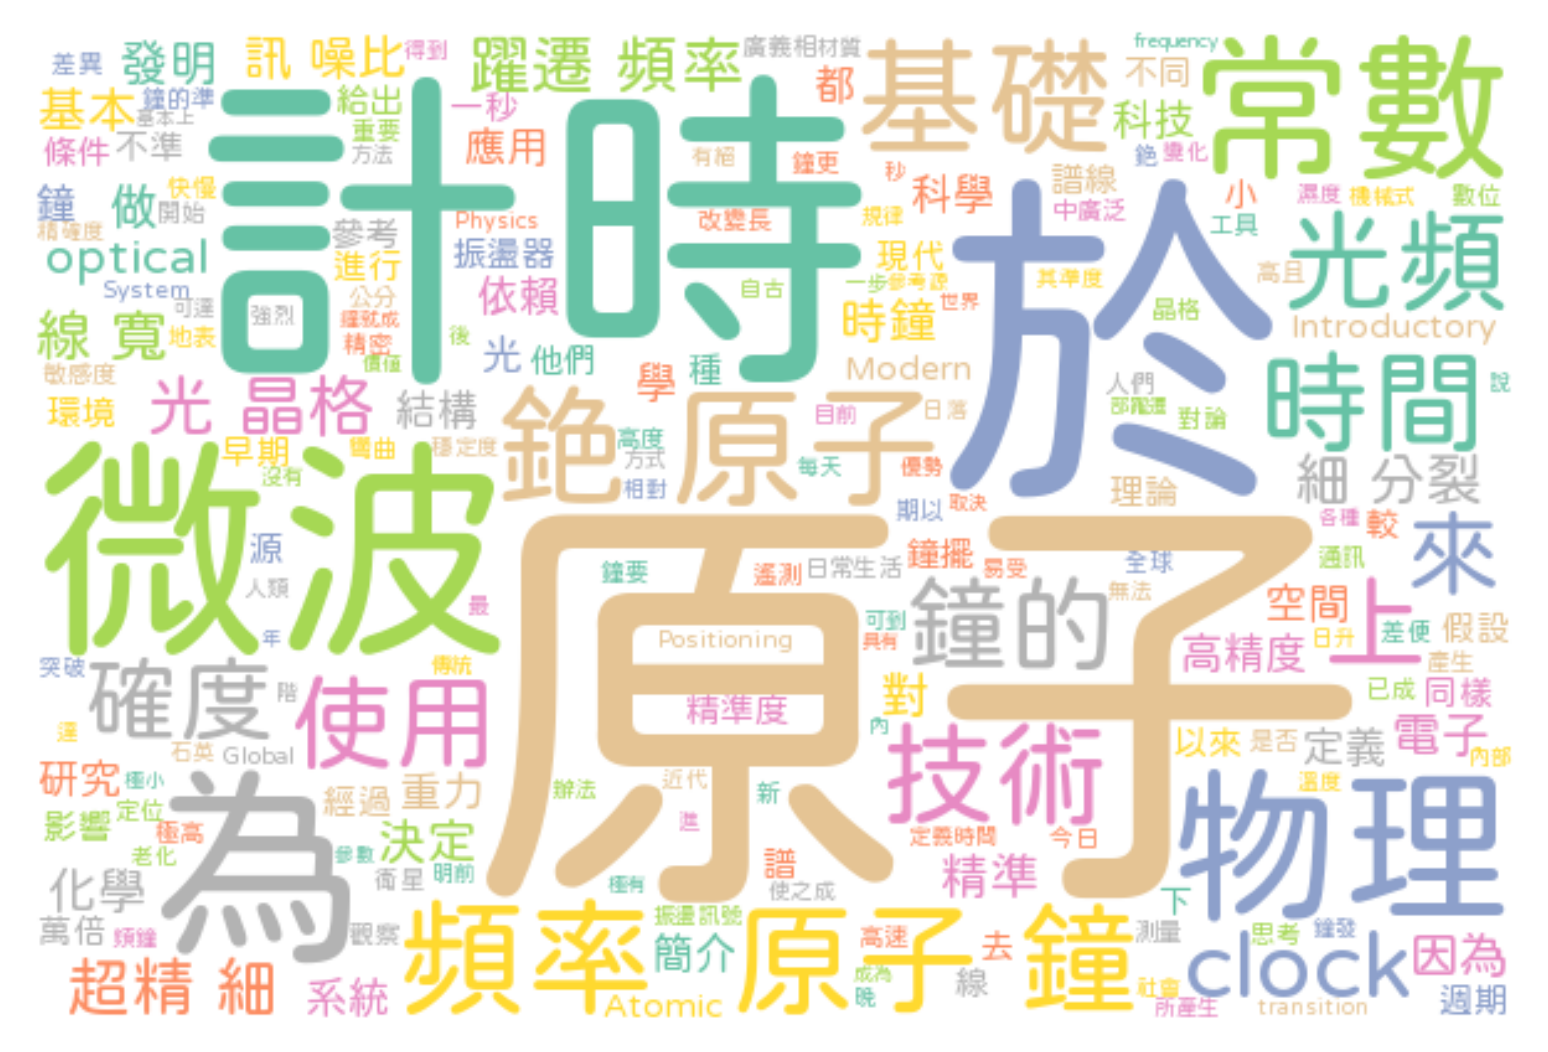 差異 發明 訊 噪比 得到 躍遷 頻率 廣義相 材質 基礎 frequency 常數
基本 鐘的準 基本上 給出 一秒 都 不同 科技
條件 不準 重要 方法 計時 應用 有絕 鐘更 秒 銫 變化
鐘 做 快慢 開始 科學 譜線 小 濕度 機械式 數位
精確度 參考 Physics 改變長 規律 中廣泛 工具
optical 進行 振盪器 現代 於 光頻
System 可達 公分 依賴 自古 一步 參考源 其準度 高且
線 寬 地表 強烈 鐘就成 時鐘 世界 晶格 Introductory
精密 後 光 他們 種
敏感度 價值 學 Modern 人們 時間 說
環境 光 晶格 結構 銫 原子 目前 日落 部躍遷 對論
早期 彎曲 穩定度 高度 方式 每天 優勢 細 分裂
沒有 相對 理論
微波 源 期以 取決 各種 較 來
人類 鐘要 遙測 日常生活 鐘擺 易受 全球 通訊
年 最 原子 鐘的 無法 空間 上
突破 傳統 Positioning 可到 具有 高精度 日升 差便 假設
確度 階 使用 精準度 對 產生 已成 同樣
達 石英 Global 內 技術 以來 是否 定義 電子 內部
研究 極小 經過 重力 辦法 近代 新 溫度
影響 定位 為 進 物理
極高 老化 參數 決定 定義時間 今日
化學 衛星 明前 極有 譜 使之成 精準 下
萬倍 頻鐘 觀察 頻率 振盪訊號 原子 鐘 高速 去 測量 思考 鐘發
簡介 clock 因為
超精 細 系統 Atomic 成為 晚 線 社會 所產生 transition 週期